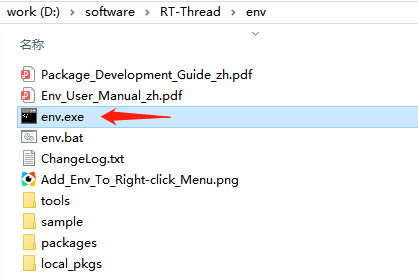 work (D:) > software > RT-Thread > env
名称
Package_Development_Guide_zh.pdf
Env_User_Manual_zh.pdf
env.exe
env.bat
ChangeLog.txt
Add_Env_To_Right-click_Menu.png
tools
sample
packages
local_pkgs